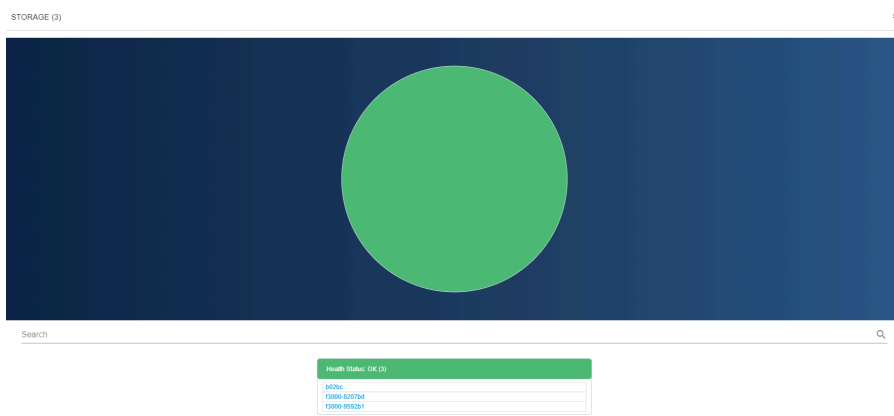 STORAGE (3)
Search
Health Status: OK (3)
b02bc
f3000-8207bd
f3000-9592b1